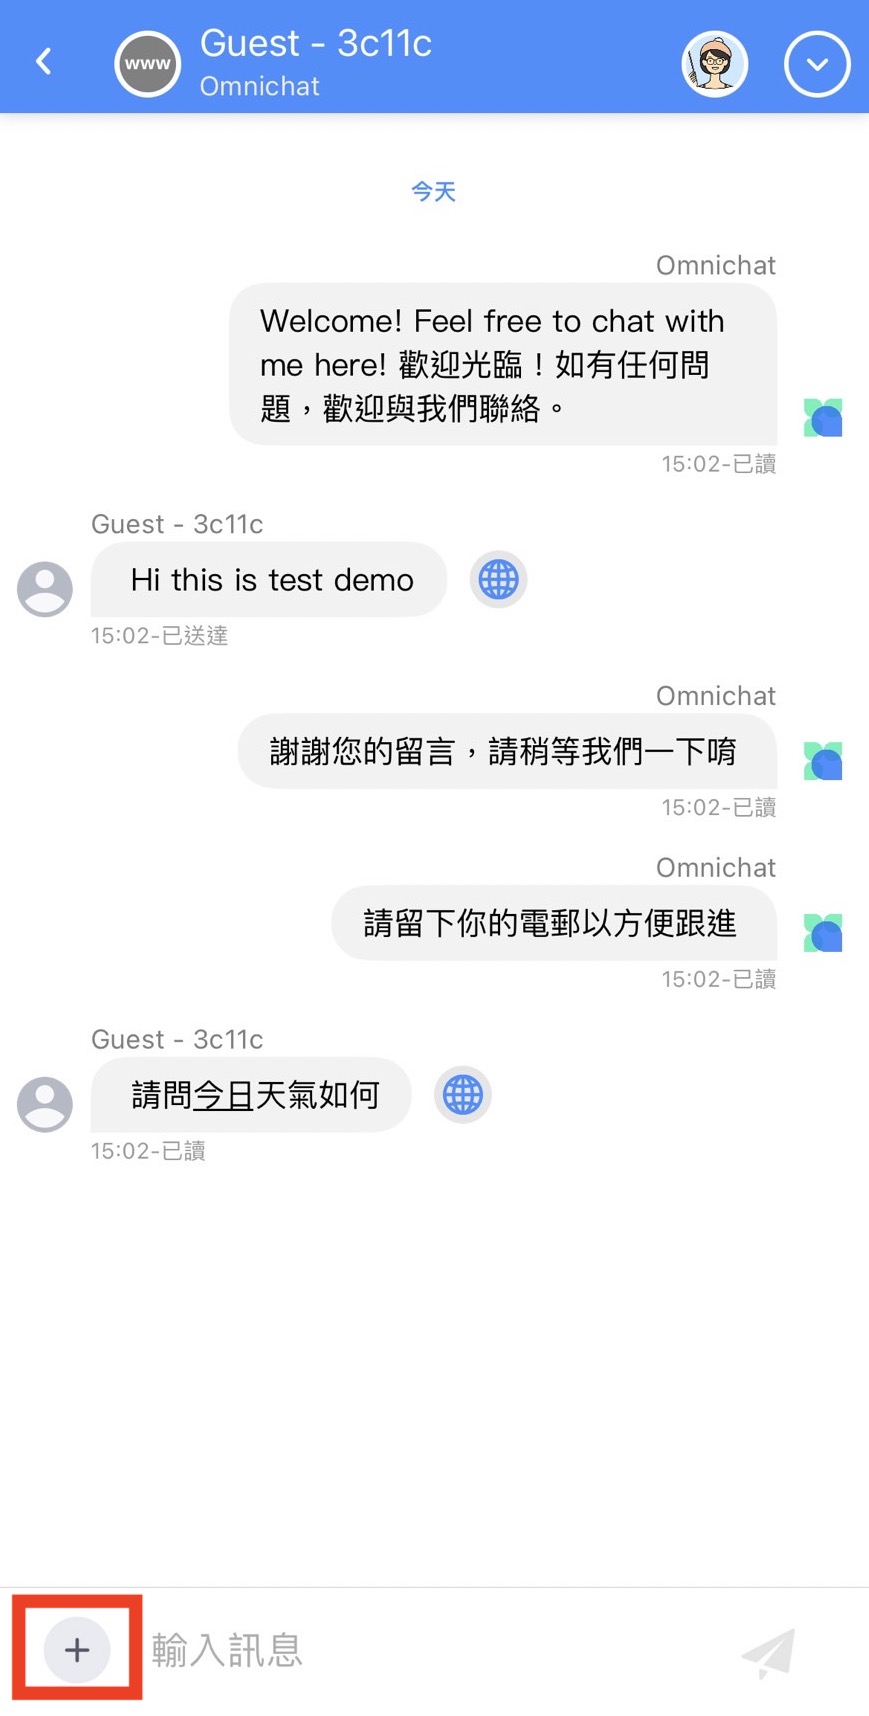 Guest - 3c11c
www
Omnichat
今天
Omnichat
Welcome! Feel free to chat with
me here! 歡迎光臨！如有任何問
題，歡迎與我們聯絡。
15:02-已讀
Guest - 3c11c
Hi this is test demo
15:02-已送達
Omnichat
謝謝您的留言，請稍等我們一下唷
15:02-已讀
Omnichat
請留下你的電郵以方便跟進
15:02-已讀
Guest - 3c11c
請問今日天氣如何
15:02-已讀
輸入訊息